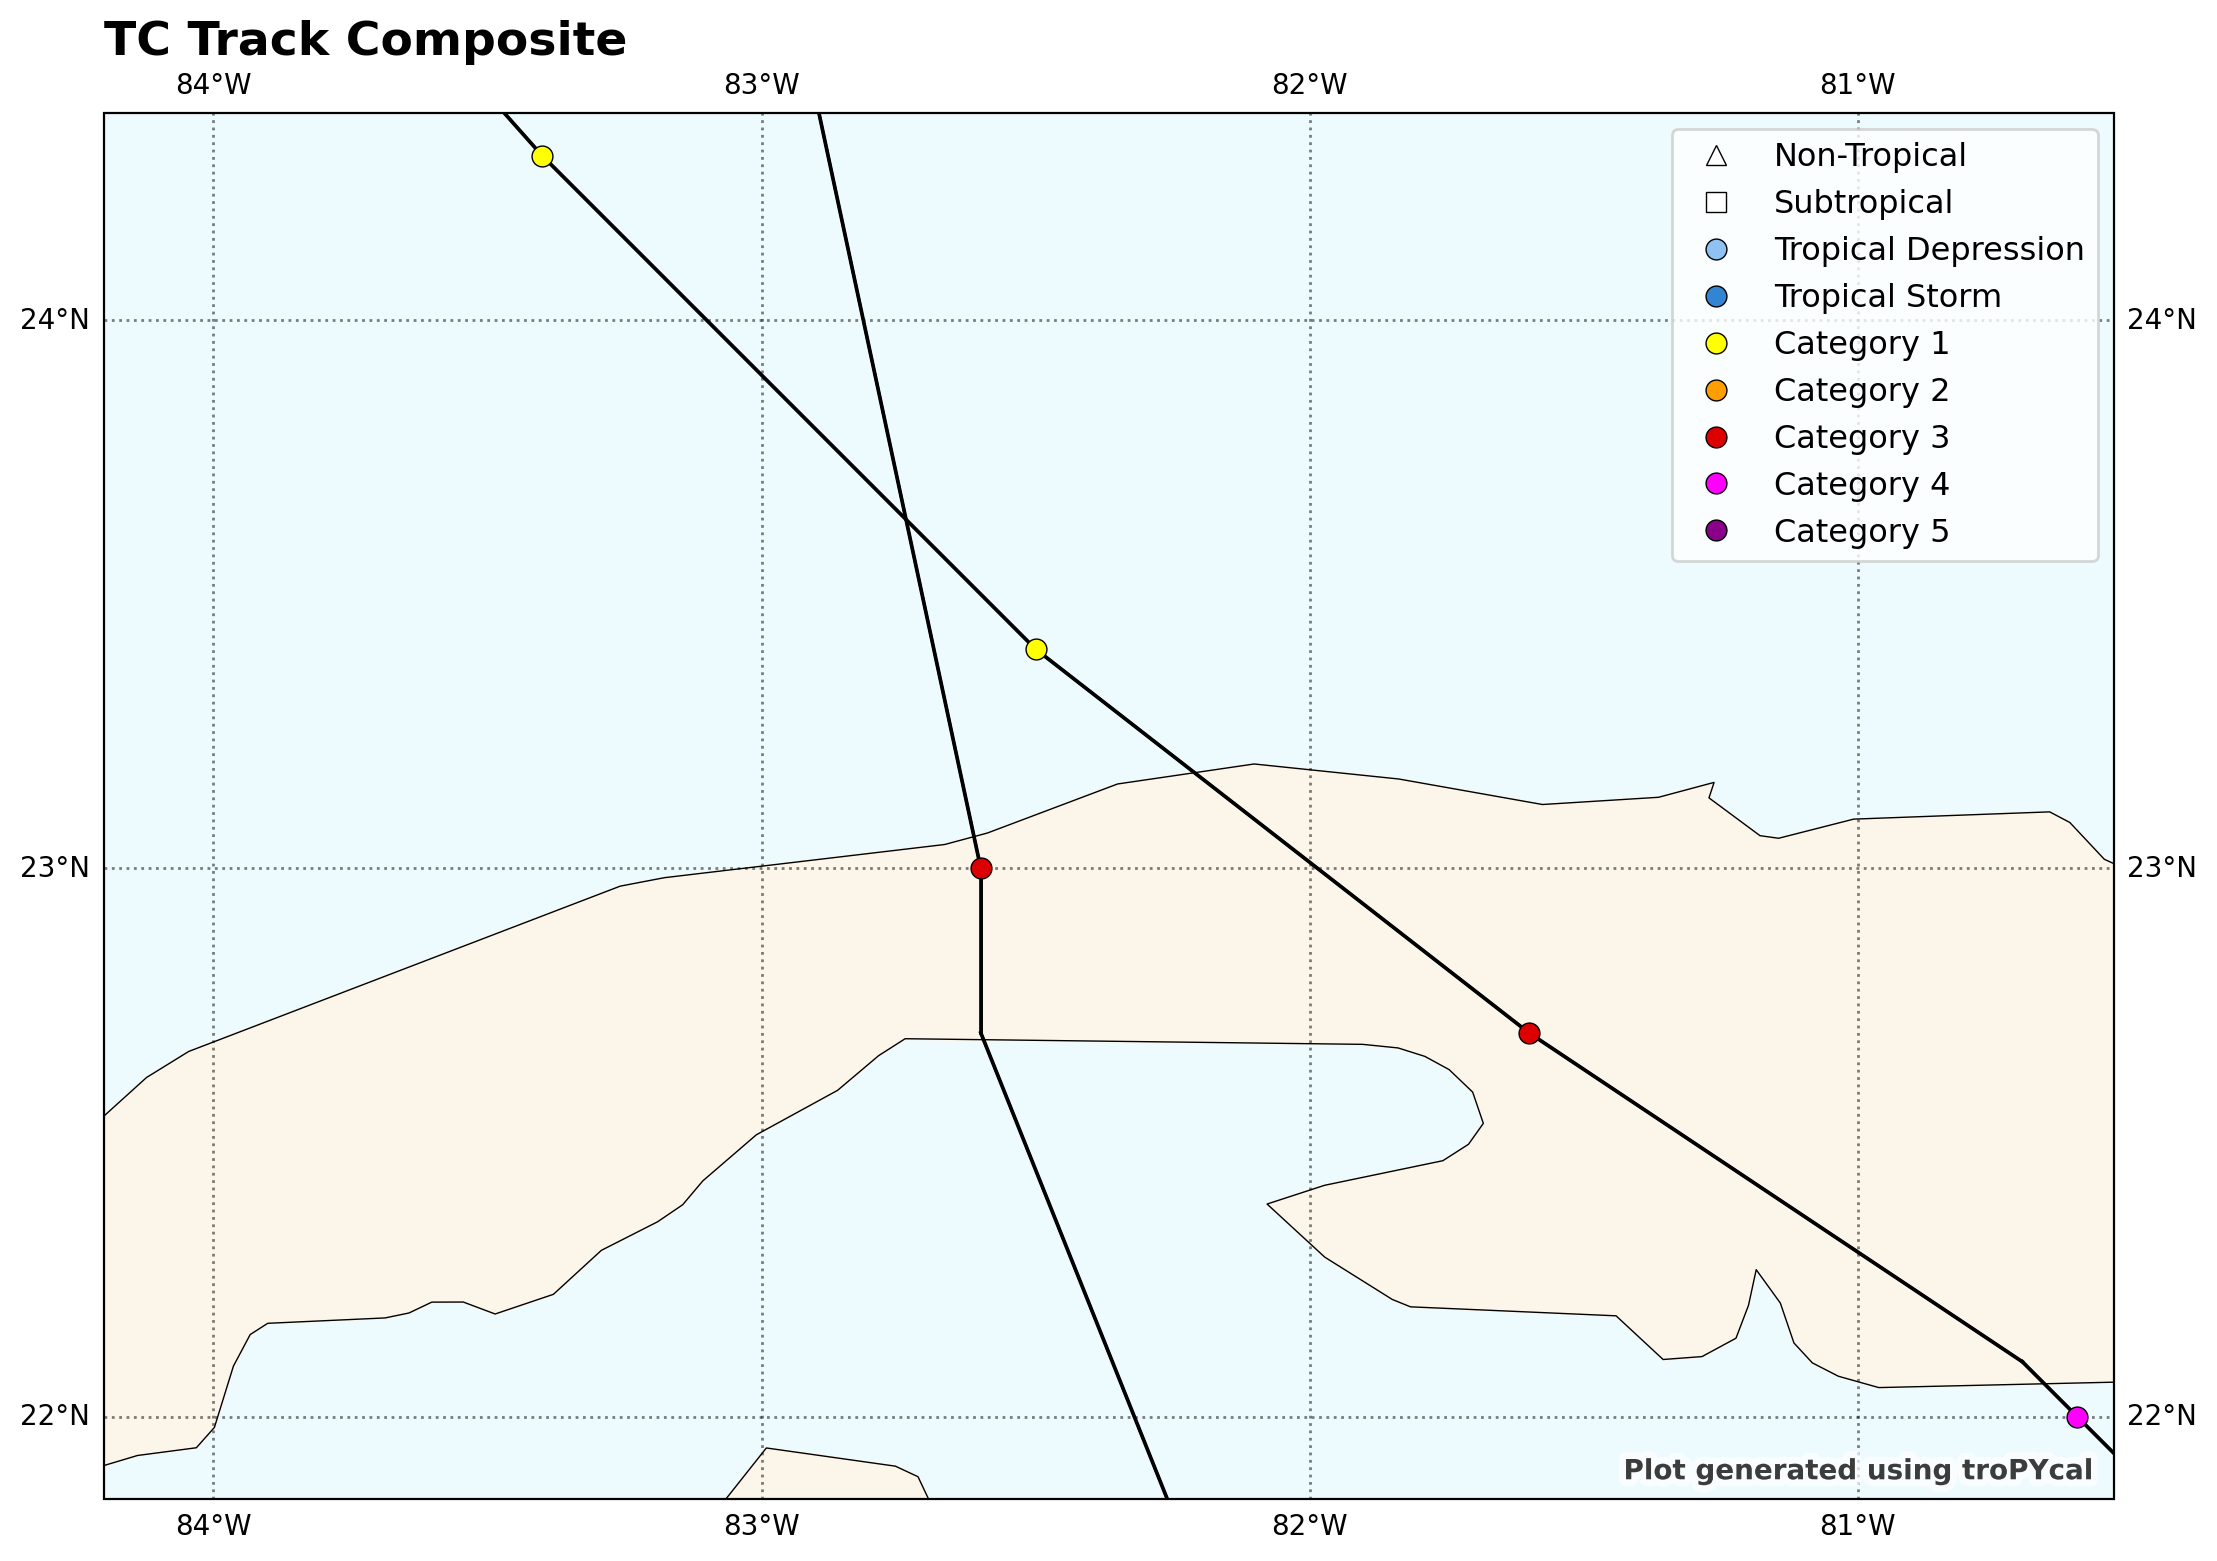 TC Track Composite
84°W
83°W
82°W
81°W
Non-Tropical
Subtropical
Tropical Depression
Tropical Storm
Category 1
Category 2
Category 3
Category 4
Category 5
24°N
24°N
23°N
23°N
22°N
22°N
Plot generated using troPYcal
84°W
83°W
82°W
81°W